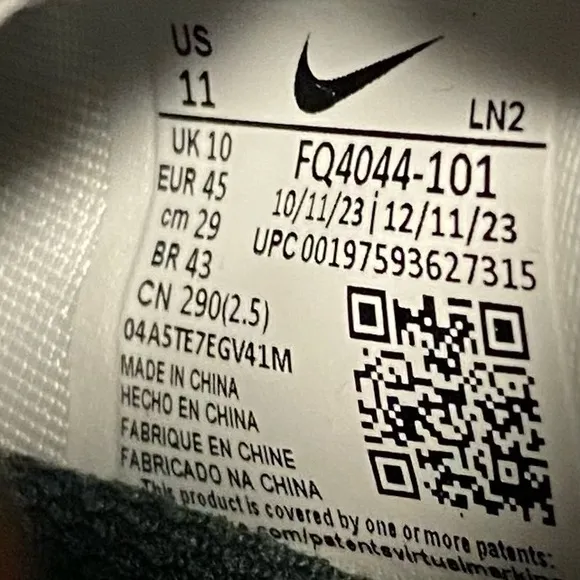 US
11
LN2
UK 10
EUR 45
cm 29
BR 43
CN 290(2.5)
FQ4044-101
10/11/23 | 12/11/23
UPC 00197593627315
04A5TE7EGV41M
MADE IN CHINA
HECHO EN CHINA
FABRIQUE EN CHINE
FABRICADO NA CHINA
This product is covered by one or more patents:
.com/patentsvirtualmarki